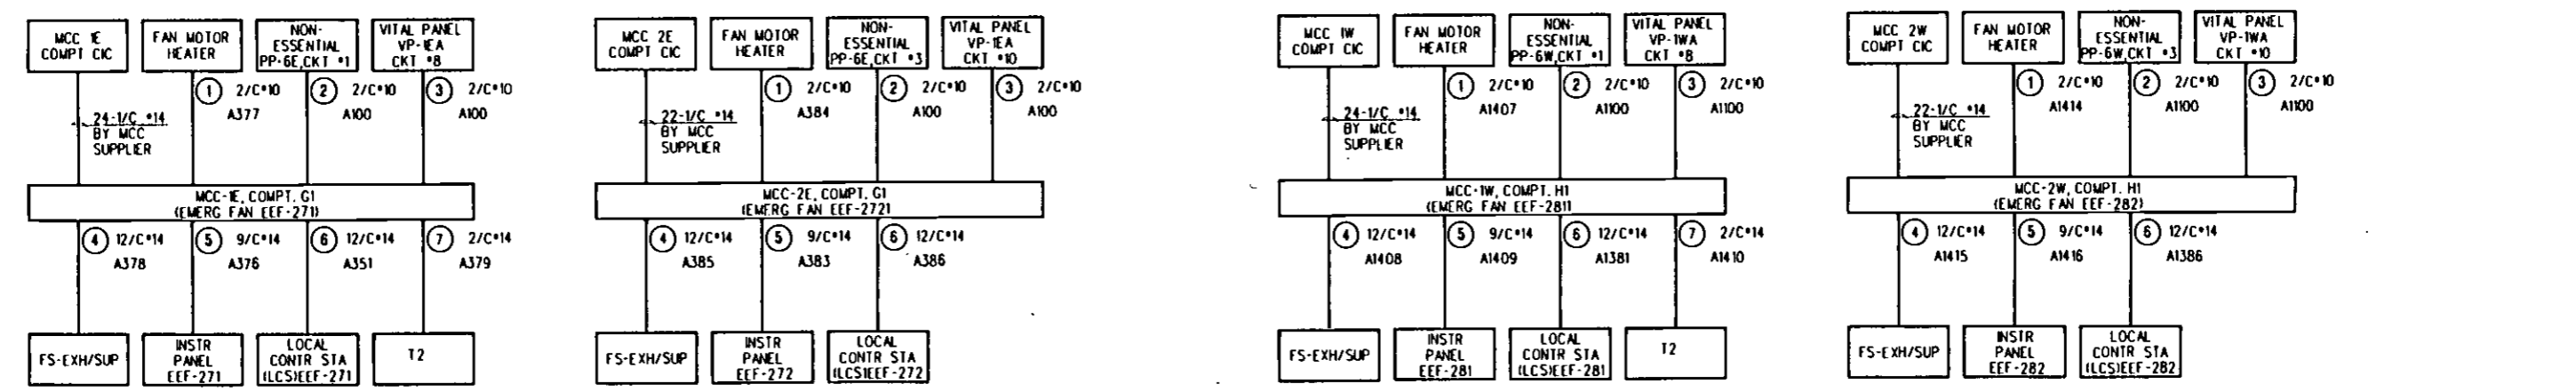 MCC 1E
COMPT CIC
FAN MOTOR
HEATER
NON-
ESSENTIAL
PP-6E,CKT •1
VITAL PANEL
VP-1EA
CKT •8
1 2/C•10
A377
2 2/C•10
A100
3 2/C•10
A100
24-1/C •14
BY MCC
SUPPLIER
MCC-1E, COMPT. G1
(EMERG FAN EEF-271)
4 12/C•14
A378
5 9/C•14
A376
6 12/C•14
A351
7 2/C•14
A379
FS-EXH/SUP
INSTR
PANEL
EEF-271
LOCAL
CONTR STA
(LCS)EEF-271
T2
MCC 2E
COMPT CIC
FAN MOTOR
HEATER
NON-
ESSENTIAL
PP-6E,CKT •3
VITAL PANEL
VP-1EA
CKT •10
1 2/C•10
A384
2 2/C•10
A100
3 2/C•10
A100
22-1/C •14
BY MCC
SUPPLIER
MCC-2E, COMPT. G1
(EMERG FAN EEF-272)
4 12/C•14
A385
5 9/C•14
A383
6 12/C•14
A386
FS-EXH/SUP
INSTR
PANEL
EEF-272
LOCAL
CONTR STA
(LCS)EEF-272
MCC 1W
COMPT CIC
FAN MOTOR
HEATER
NON-
ESSENTIAL
PP-6W,CKT •1
VITAL PANEL
VP-1WA
CKT •8
1 2/C•10
A1407
2 2/C•10
A1100
3 2/C•10
A1100
24-1/C •14
BY MCC
SUPPLIER
MCC-1W, COMPT. H1
(EMERG FAN EEF-281)
4 12/C•14
A1408
5 9/C•14
A1409
6 12/C•14
A1381
7 2/C•14
A1410
FS-EXH/SUP
INSTR
PANEL
EEF-281
LOCAL
CONTR STA
(LCS)EEF-281
T2
MCC 2W
COMPT CIC
FAN MOTOR
HEATER
NON-
ESSENTIAL
PP-6W,CKT •3
VITAL PANEL
VP-1WA
CKT •10
1 2/C•10
A1414
2 2/C•10
A1100
3 2/C•10
A1100
22-1/C •14
BY MCC
SUPPLIER
MCC-2W, COMPT. H1
(EMERG FAN EEF-282)
4 12/C•14
A1415
5 9/C•14
A1416
6 12/C•14
A1386
FS-EXH/SUP
INSTR
PANEL
EEF-282
LOCAL
CONTR STA
(LCS)EEF-282